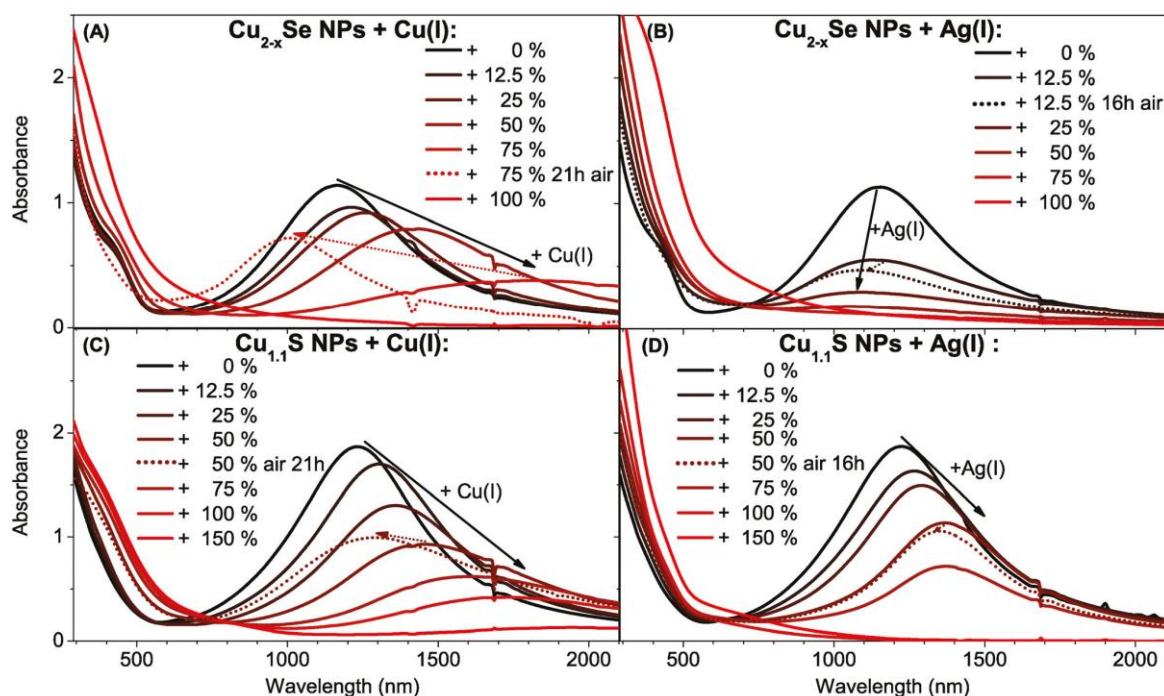 (A) Cu2-xSe NPs + Cu(I):
+ 0 %
+ 12.5 %
+ 25 %
+ 50 %
+ 75 %
+ 75 % 21h air
+ 100 %
+ Cu(I)
Absorbance
2
1
0
(B) Cu2-xSe NPs + Ag(I):
+ 0 %
+ 12.5 %
+ 12.5 % 16h air
+ 25 %
+ 50 %
+ 75 %
+ 100 %
+Ag(I)
(C) Cu1.1S NPs + Cu(I):
+ 0 %
+ 12.5 %
+ 25 %
+ 50 %
+ 50 % air 21h
+ 75 %
+ 100 %
+ 150 %
+ Cu(I)
Absorbance
2
1
0
500 1000 1500 2000
Wavelength (nm)
(D) Cu1.1S NPs + Ag(I) :
+ 0 %
+ 12.5 %
+ 25 %
+ 50 %
+ 50 % air 16h
+ 75 %
+ 100 %
+ 150 %
+Ag(I)
500 1000 1500 2000
Wavelength (nm)